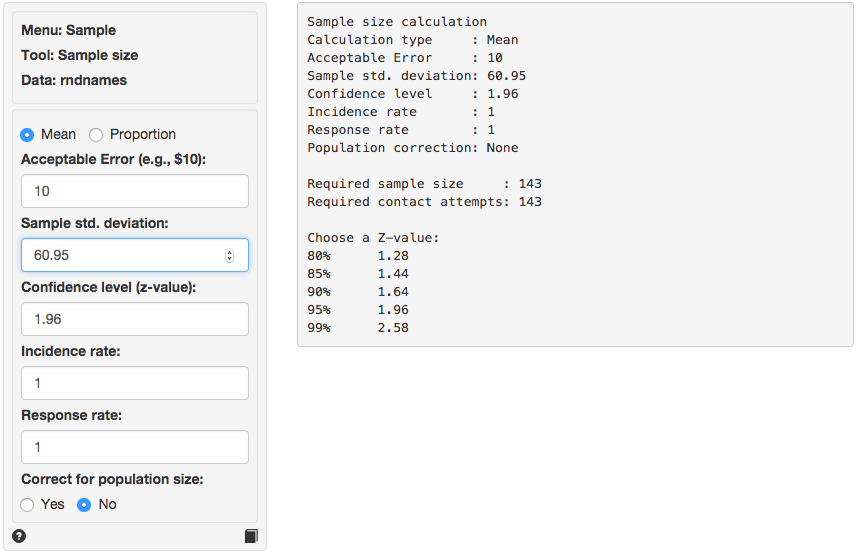 Menu: Sample
Tool: Sample size
Data: rndnames
Mean Proportion
Acceptable Error (e.g., $10):
10
Sample std. deviation:
60.95
Confidence level (z-value):
1.96
Incidence rate:
1
Response rate:
1
Correct for population size:
Yes No
?
Sample size calculation
Calculation type : Mean
Acceptable Error : 10
Sample std. deviation: 60.95
Confidence level : 1.96
Incidence rate : 1
Response rate : 1
Population correction: None
Required sample size : 143
Required contact attempts: 143
Choose a Z-value:
80% 1.28
85% 1.44
90% 1.64
95% 1.96
99% 2.58